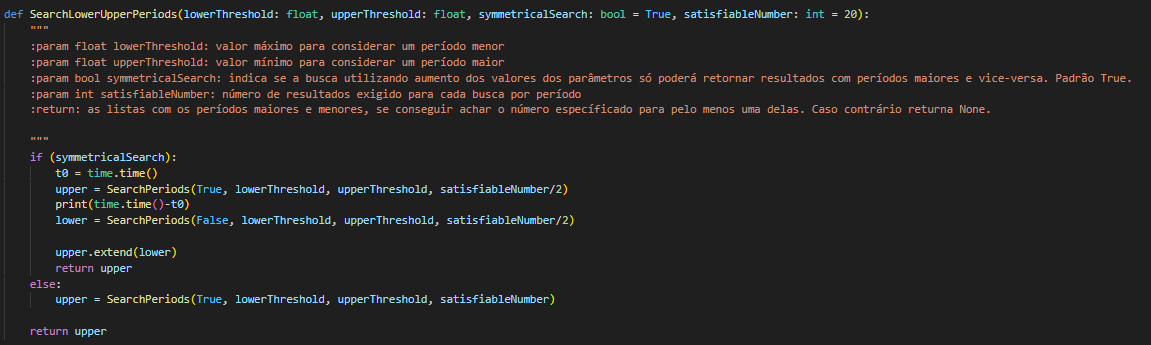 def SearchLowerUpperPeriods(lowerThreshold: float, upperThreshold: float, symmetricalSearch: bool = True, satisfiableNumber: int = 20):
    """
    :param float lowerThreshold: valor máximo para considerar um período menor
    :param float upperThreshold: valor mínimo para considerar um período maior
    :param bool symmetricalSearch: indica se a busca utilizando aumento dos valores dos parâmetros só poderá retornar resultados com períodos maiores e vice-versa. Padrão True.
    :param int satisfiableNumber: número de resultados exigido para cada busca por período
    :return: as listas com os períodos maiores e menores, se conseguir achar o número específicado para pelo menos uma delas. Caso contrário returna None.

    """
    if (symmetricalSearch):
        t0 = time.time()
        upper = SearchPeriods(True, lowerThreshold, upperThreshold, satisfiableNumber/2)
        print(time.time()-t0)
        lower = SearchPeriods(False, lowerThreshold, upperThreshold, satisfiableNumber/2)

        upper.extend(lower)
        return upper
    else:
        upper = SearchPeriods(True, lowerThreshold, upperThreshold, satisfiableNumber)

    return upper